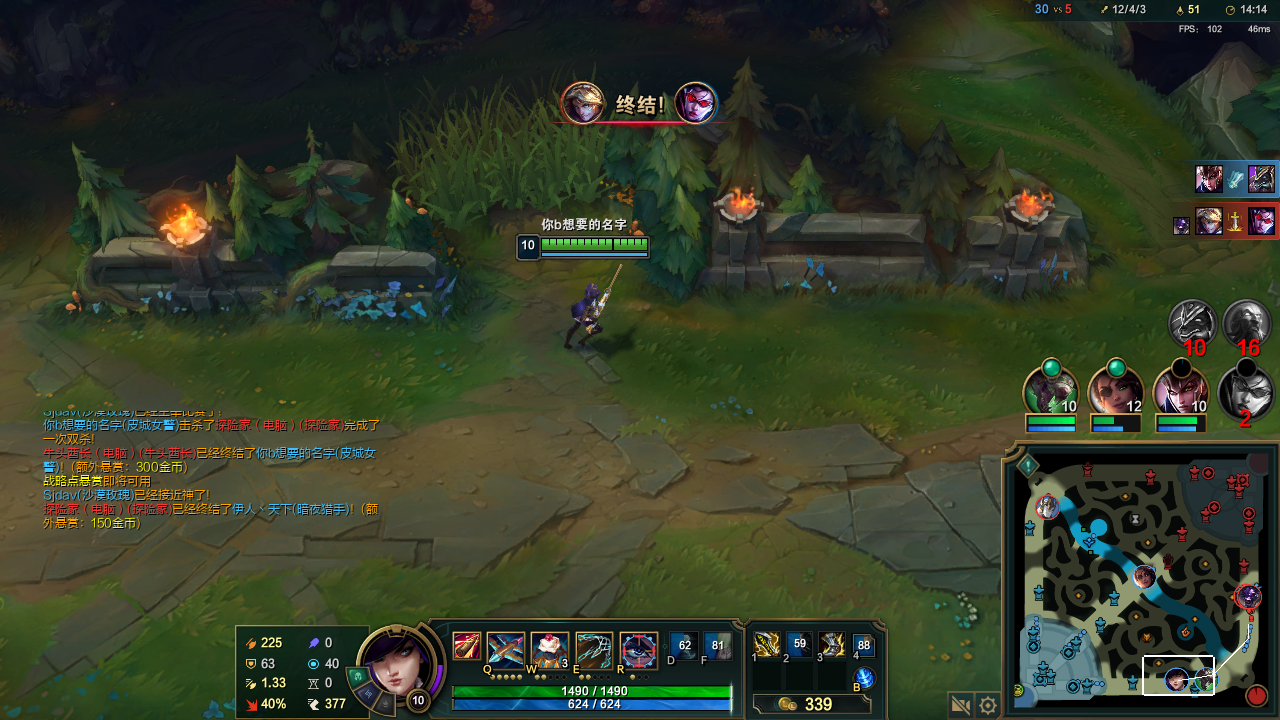 30 vs 5
12/4/3
51
14:14
FPS: 102
46ms
终结!
你b想要的名字
10
10
16
10
12
10
2
你b想要的名字(皮城女警)击杀了探险家(电脑)(探险家)完成了
一次双杀!
牛头酋长(电脑)(牛头酋长)已经终结了你b想要的名字(皮城女
警)!(额外悬赏:300金币)
战略点悬赏即将可用
Sjdav(沙漠玫瑰)已经接近神了!
探险家(电脑)(探险家)已经终结了伊人丶天下(暗夜猎手)!(额
外悬赏:150金币)
225
0
63
40
1.33
0
40%
377
10
Q
W
3
E
R
D
62
F
81
1490 / 1490
624 / 624
1
2
59
3
4
88
B
339